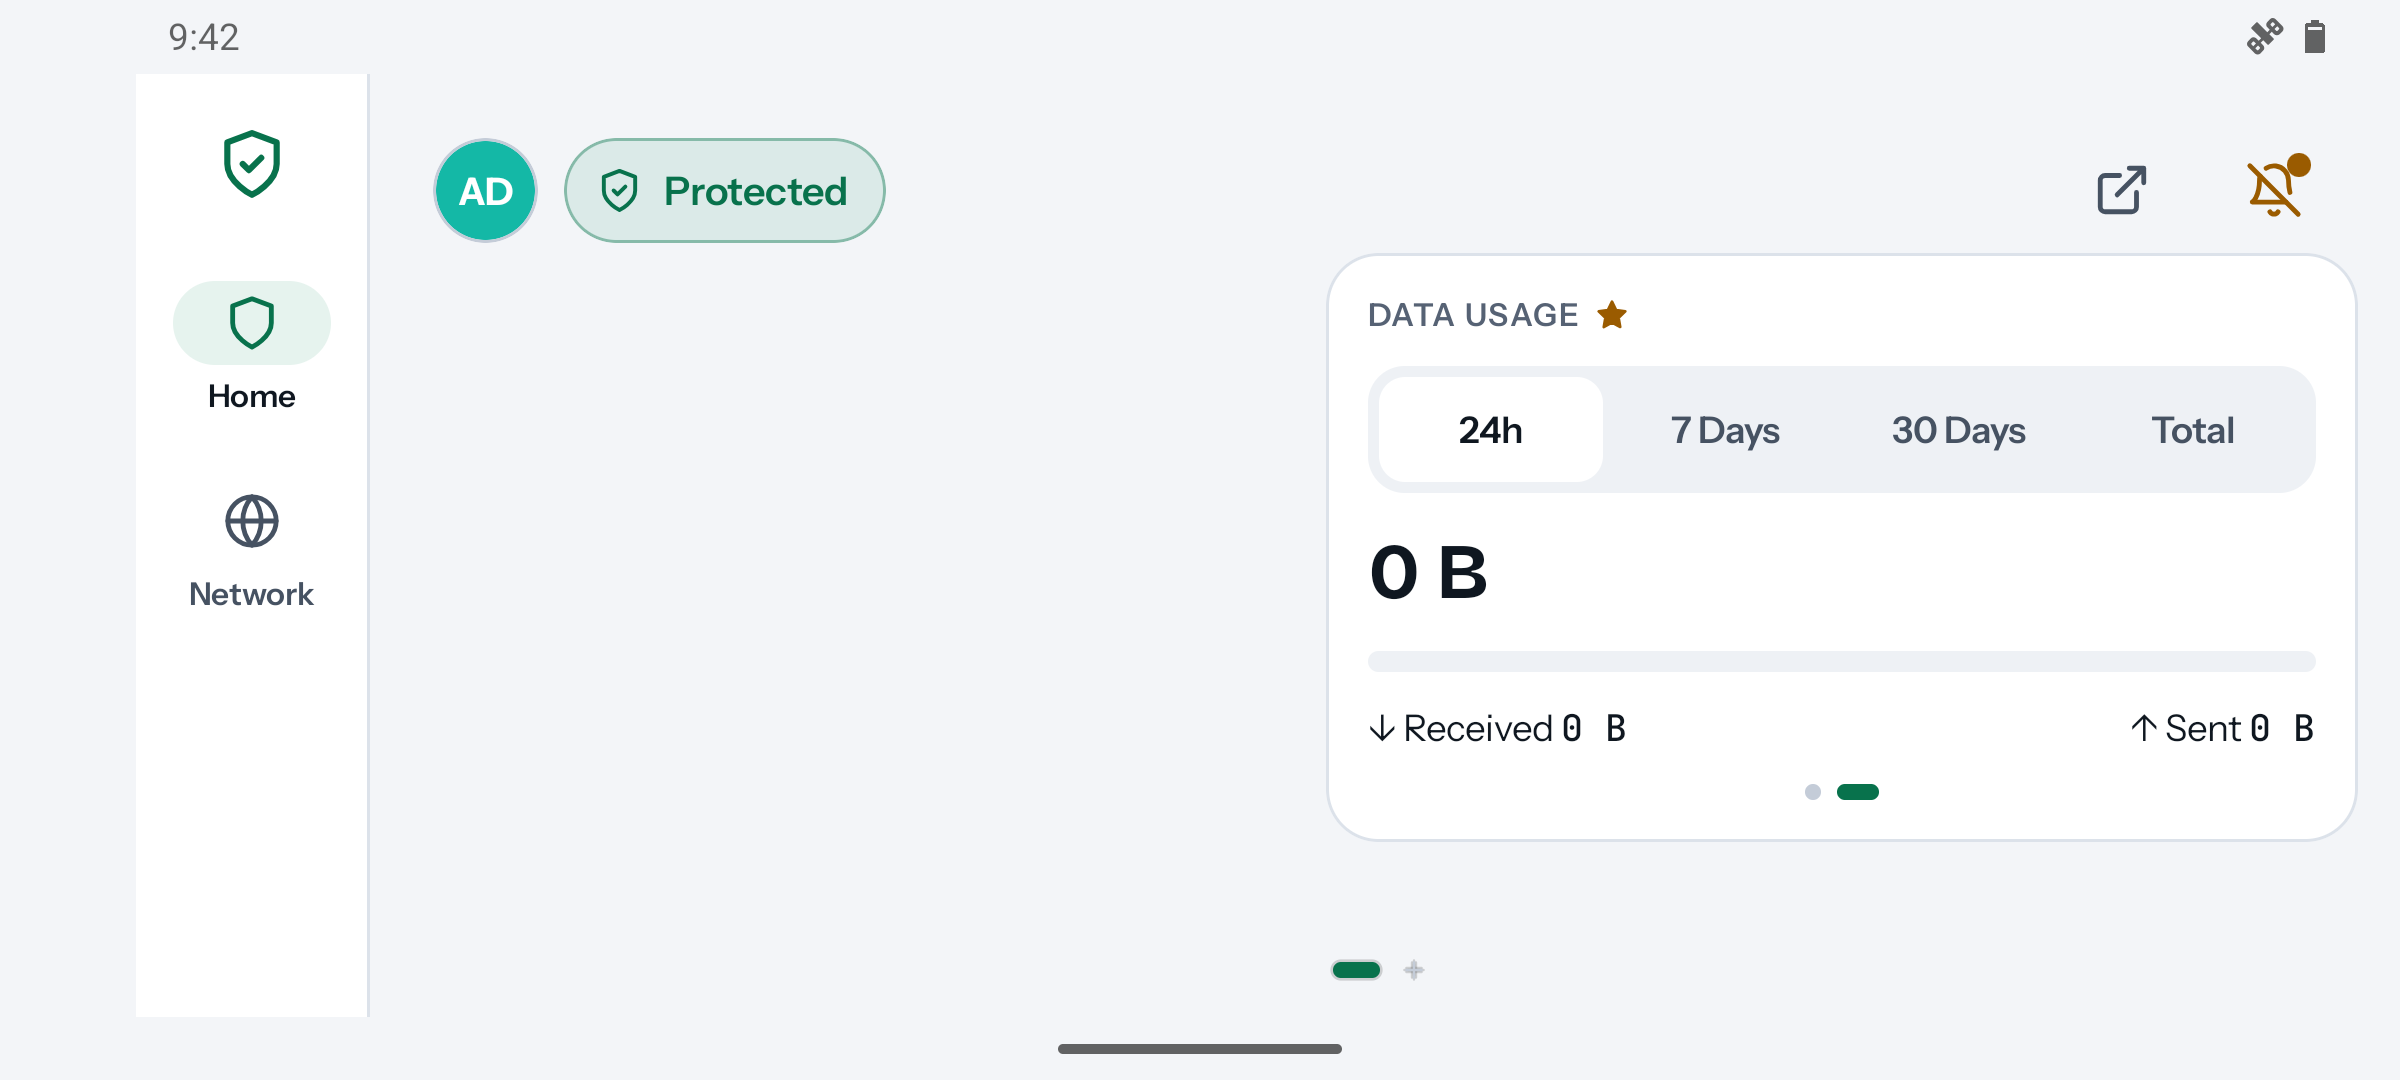 9:42
AD
Protected
Home
Network
DATA USAGE
24h
7 Days
30 Days
Total
0 B
↓ Received 0 B
↑ Sent 0 B